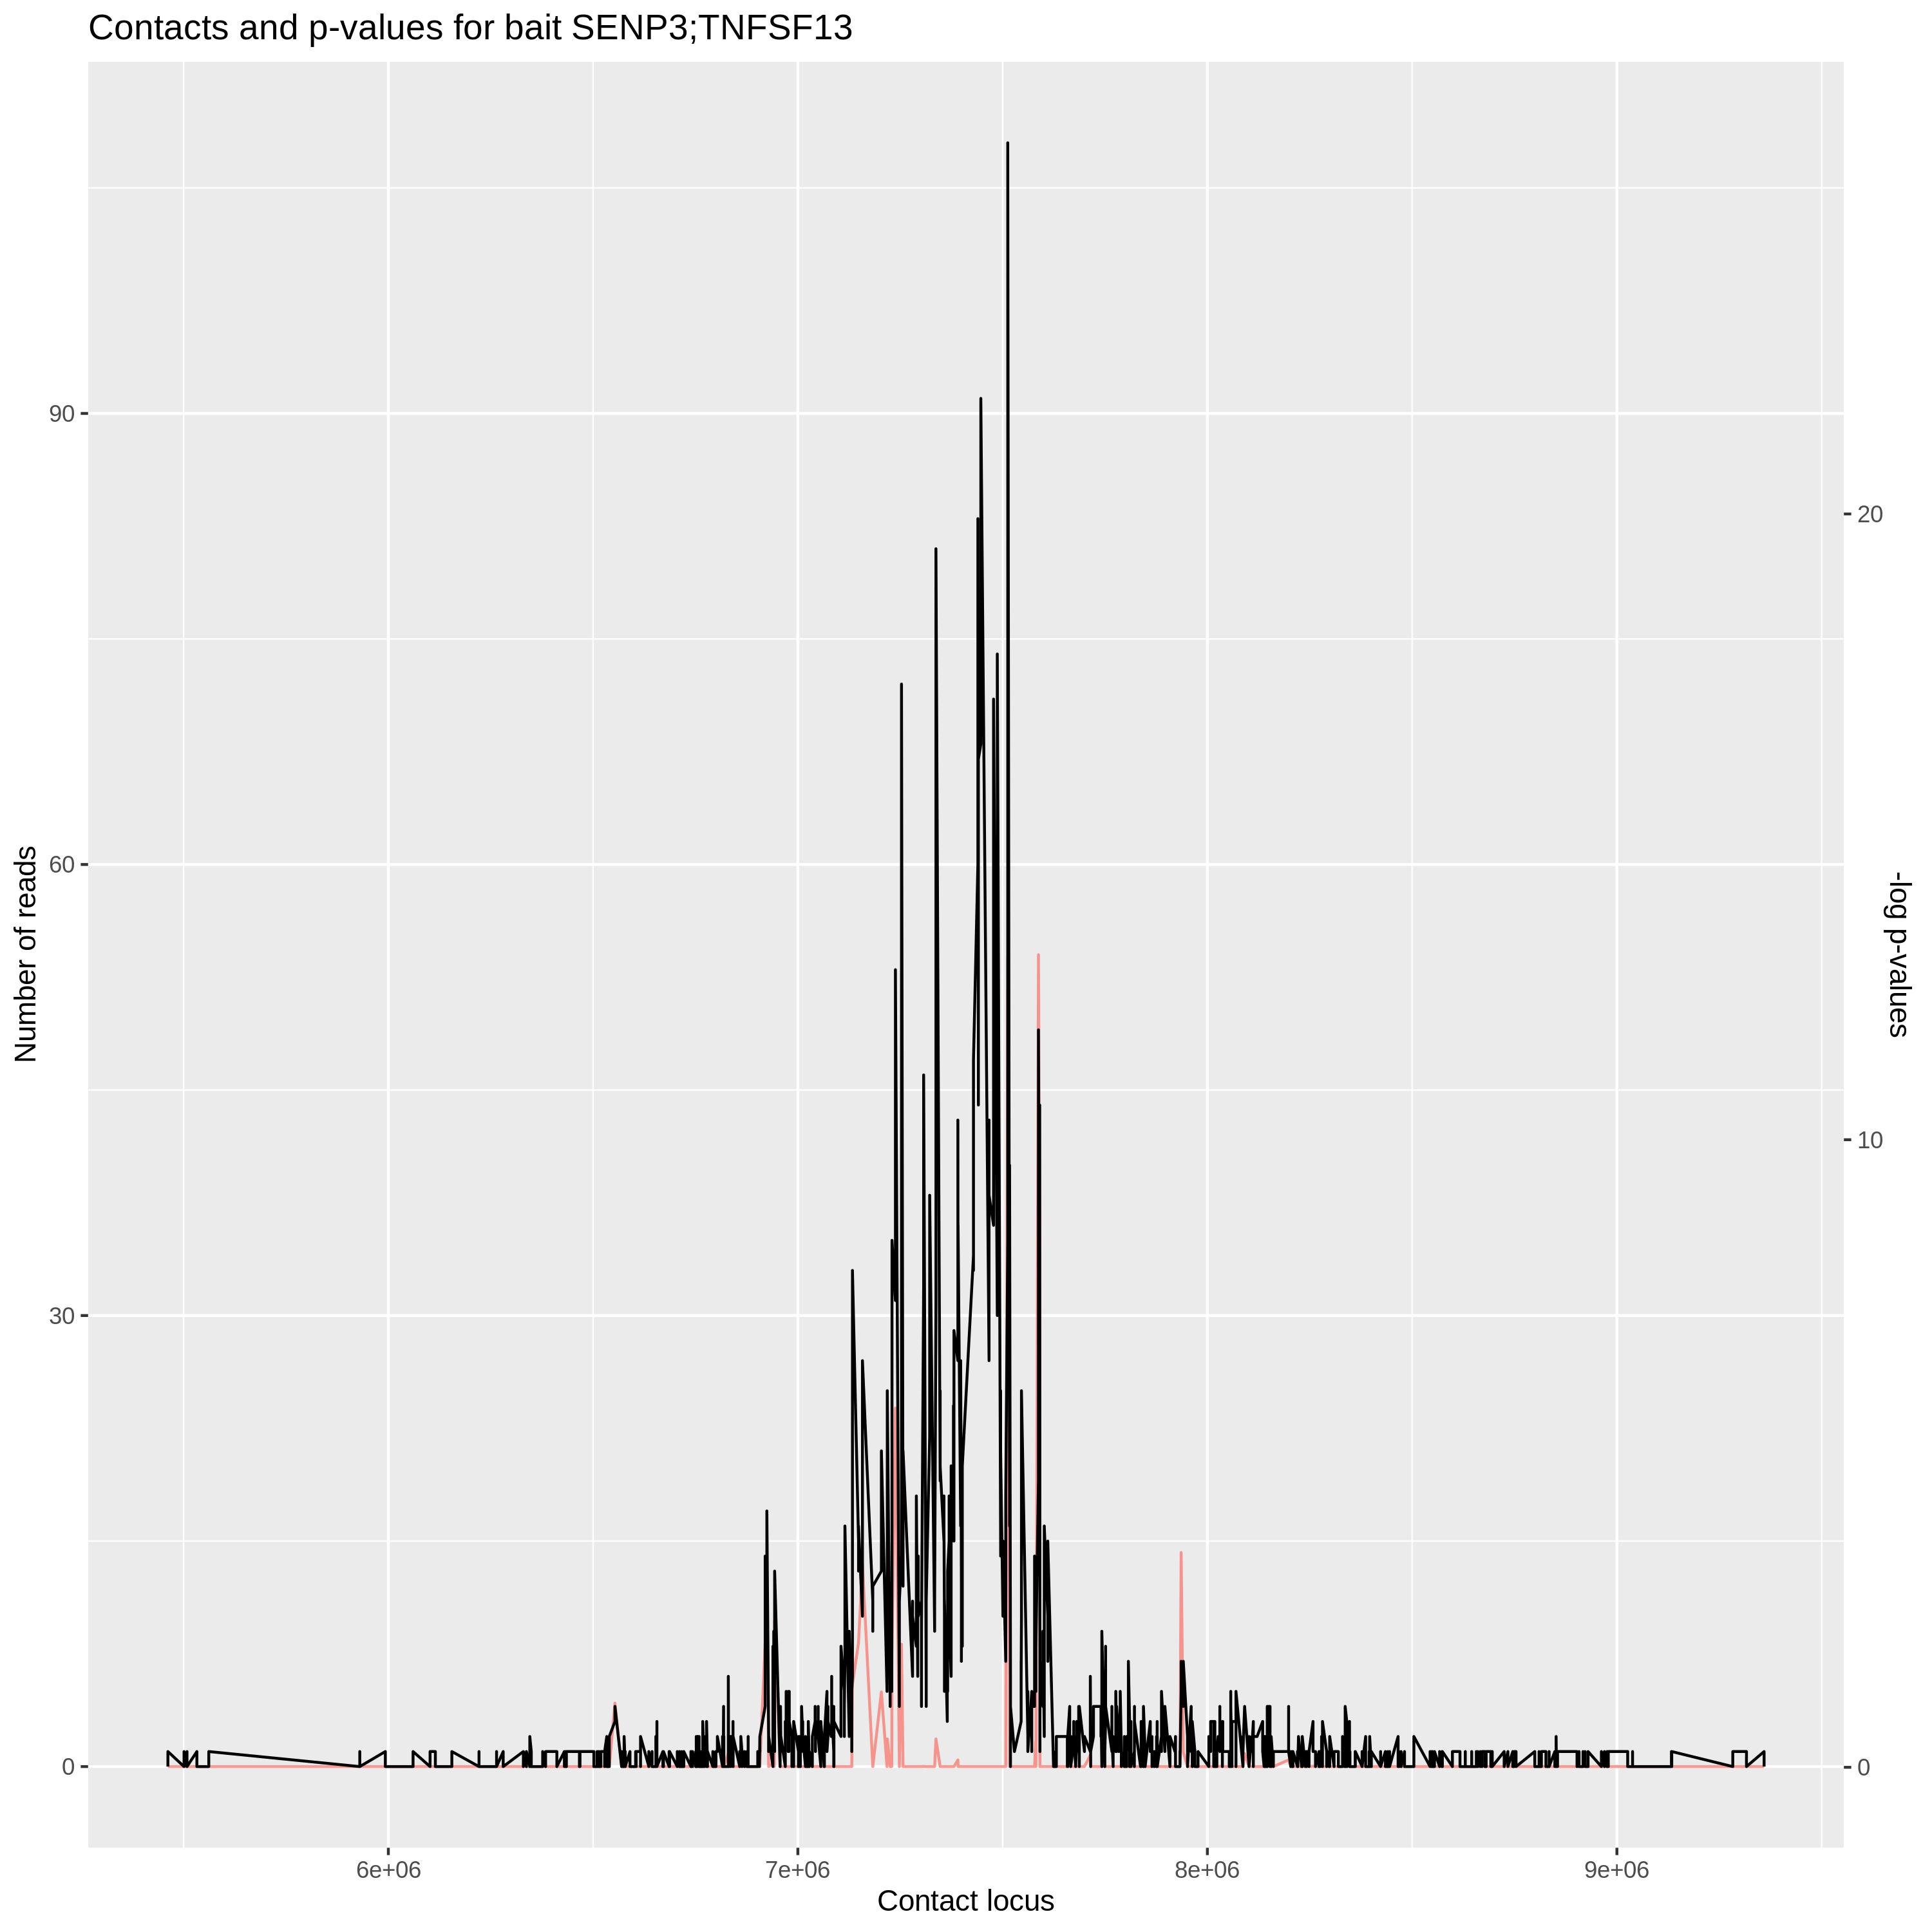 Contacts and p-values for bait SENP3;TNFSF13
90
60
30
0
Number of reads
20
10
0
-log p-values
6e+06
7e+06
8e+06
9e+06
Contact locus